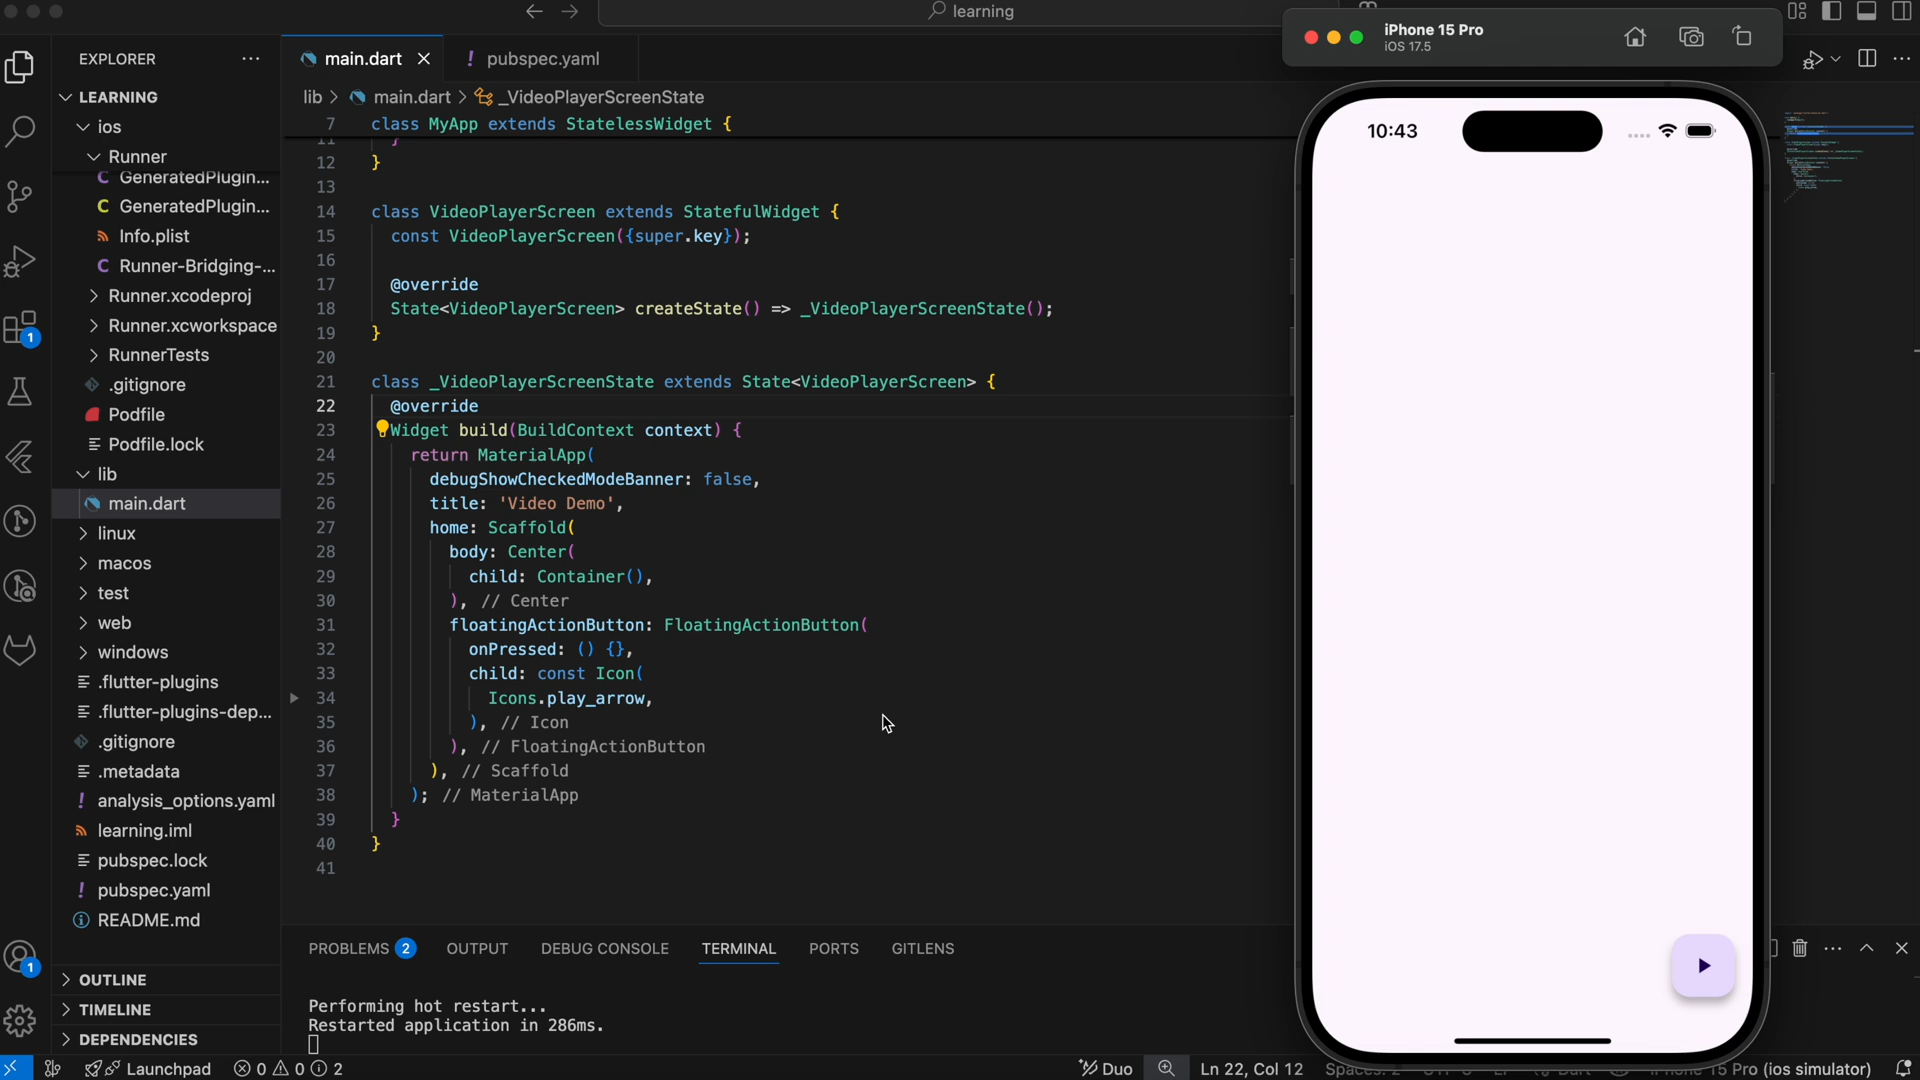 learning
iPhone 15 Pro
iOS 17.5
EXPLORER
main.dart
! pubspec.yaml
LEARNING
lib > main.dart > _VideoPlayerScreenState
ios
Runner
C GeneratedPlugin...
C GeneratedPlugin...
Info.plist
C Runner-Bridging-...
Runner.xcodeproj
Runner.xcworkspace
RunnerTests
.gitignore
Podfile
Podfile.lock
lib
main.dart
linux
macos
test
web
windows
.flutter-plugins
.flutter-plugins-dep...
.gitignore
.metadata
! analysis_options.yaml
learning.iml
pubspec.lock
! pubspec.yaml
README.md
OUTLINE
TIMELINE
DEPENDENCIES
1
1
7 class MyApp extends StatelessWidget {
11 }
12 }
13
14 class VideoPlayerScreen extends StatefulWidget {
15 const VideoPlayerScreen({super.key});
16
17 @override
18 State<VideoPlayerScreen> createState() => _VideoPlayerScreenState();
19 }
20
21 class _VideoPlayerScreenState extends State<VideoPlayerScreen> {
22 @override
23 Widget build(BuildContext context) {
24 return MaterialApp(
25 debugShowCheckedModeBanner: false,
26 title: 'Video Demo',
27 home: Scaffold(
28 body: Center(
29 child: Container(),
30 ), // Center
31 floatingActionButton: FloatingActionButton(
32 onPressed: () {},
33 child: const Icon(
34 Icons.play_arrow,
35 ), // Icon
36 ), // FloatingActionButton
37 ), // Scaffold
38 ); // MaterialApp
39 }
40 }
41
10:43
PROBLEMS 2 OUTPUT DEBUG CONSOLE TERMINAL PORTS GITLENS
Performing hot restart...
Restarted application in 286ms.
Launchpad 0 0 2
Duo Ln 22, Col 12 Spaces: 2 UTF-8 LF Dart iPhone 15 Pro (ios simulator)